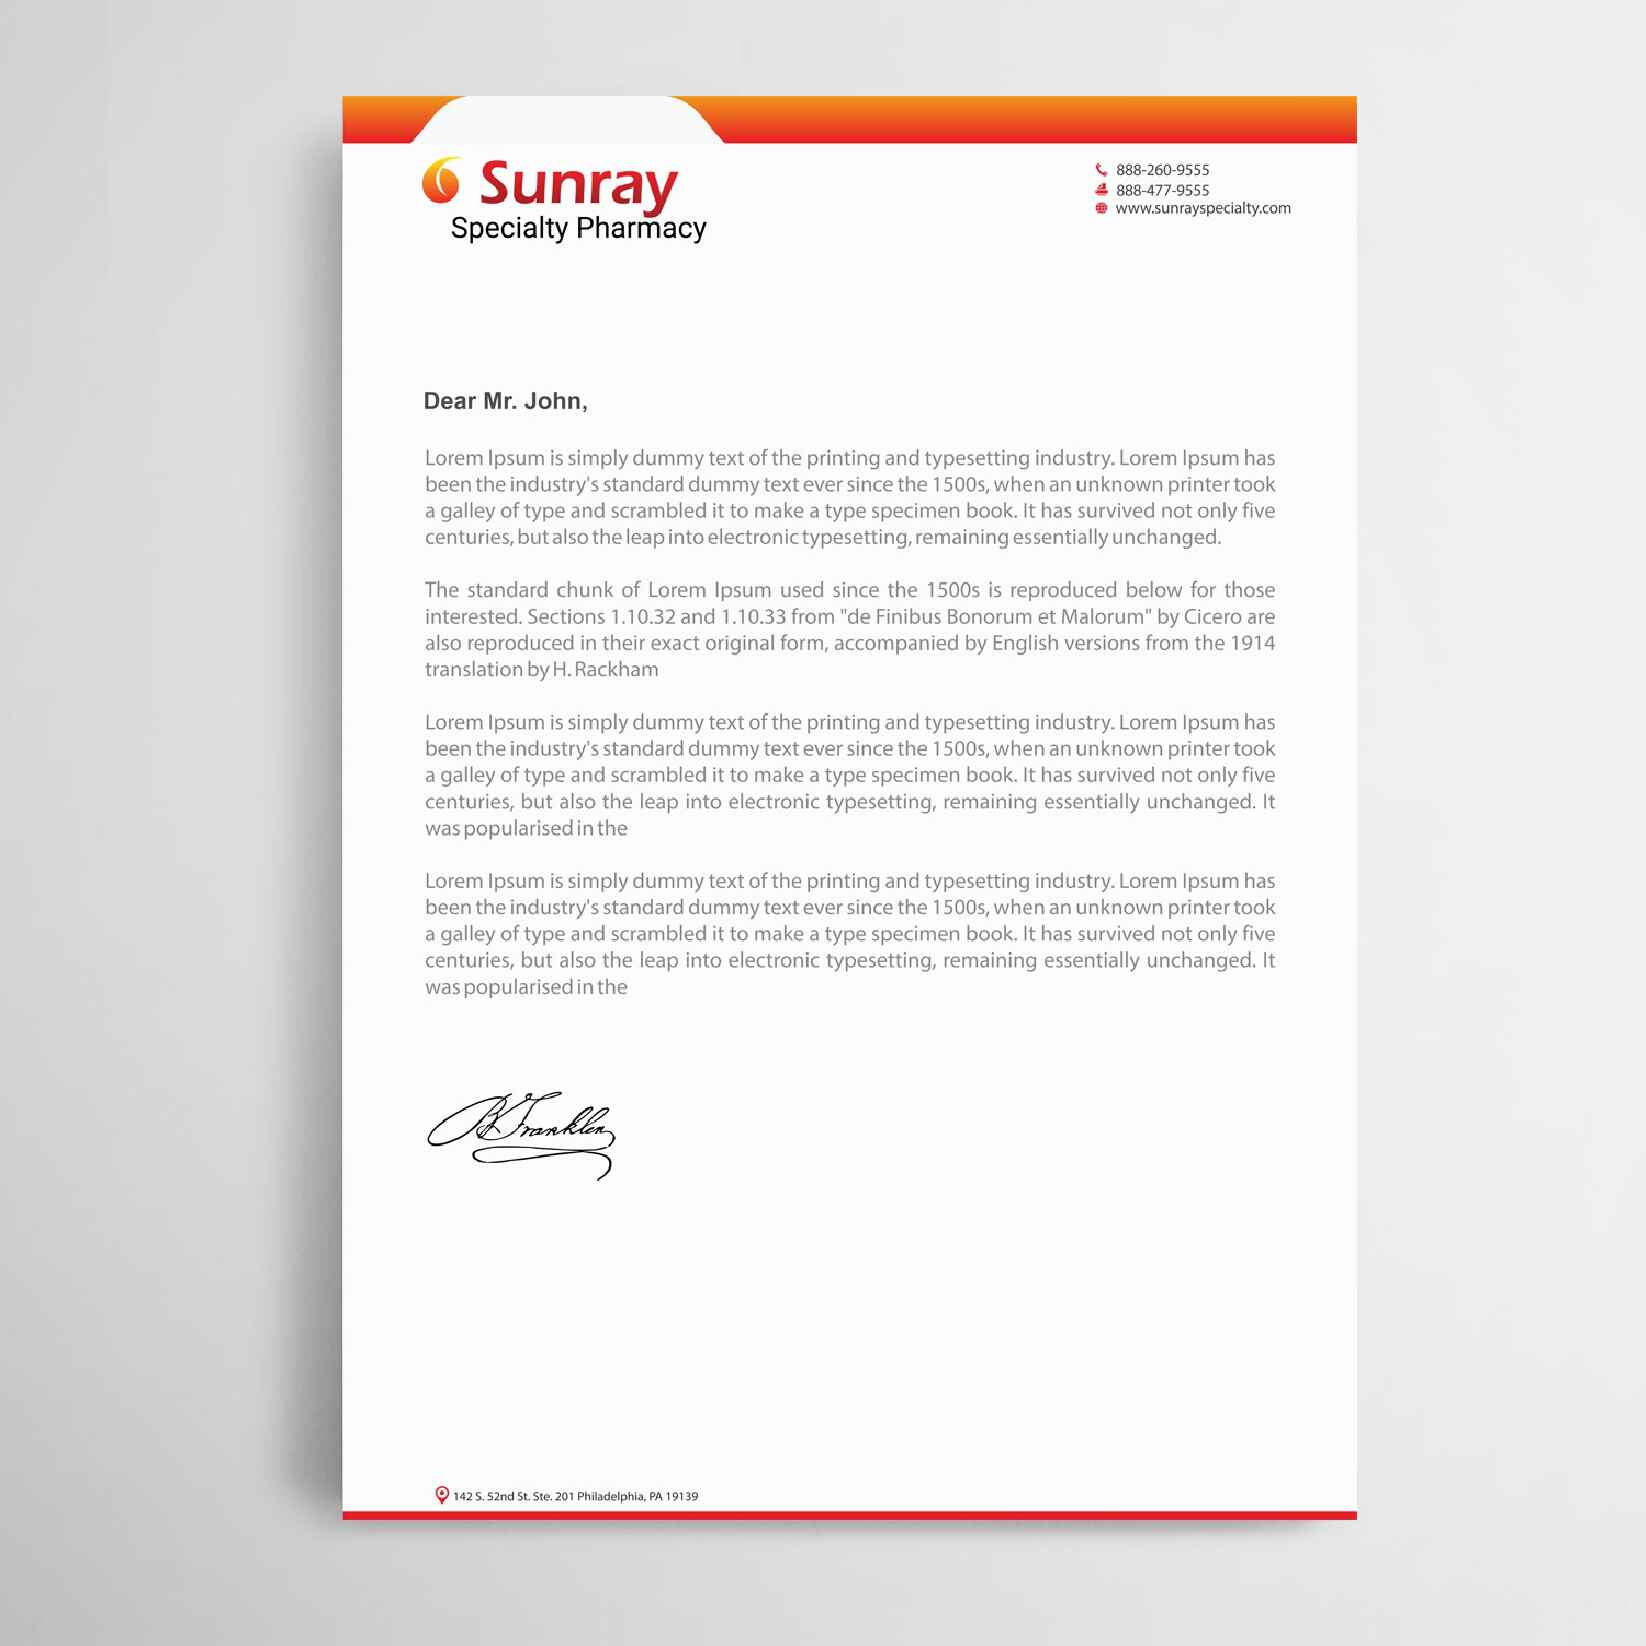 Sunray
Specialty Pharmacy
888-260-9555
888-477-9555
www.sunrayspecialty.com
Dear Mr. John,
Lorem Ipsum is simply dummy text of the printing and typesetting industry. Lorem Ipsum has
been the industry's standard dummy text ever since the 1500s, when an unknown printer took
a galley of type and scrambled it to make a type specimen book. It has survived not only five
centuries, but also the leap into electronic typesetting, remaining essentially unchanged.
The standard chunk of Lorem Ipsum used since the 1500s is reproduced below for those
interested. Sections 1.10.32 and 1.10.33 from "de Finibus Bonorum et Malorum" by Cicero are
also reproduced in their exact original form, accompanied by English versions from the 1914
translation by H. Rackham
Lorem Ipsum is simply dummy text of the printing and typesetting industry. Lorem Ipsum has
been the industry's standard dummy text ever since the 1500s, when an unknown printer took
a galley of type and scrambled it to make a type specimen book. It has survived not only five
centuries, but also the leap into electronic typesetting, remaining essentially unchanged. It
was popularised in the
Lorem Ipsum is simply dummy text of the printing and typesetting industry. Lorem Ipsum has
been the industry's standard dummy text ever since the 1500s, when an unknown printer took
a galley of type and scrambled it to make a type specimen book. It has survived not only five
centuries, but also the leap into electronic typesetting, remaining essentially unchanged. It
was popularised in the
B Franklin
142 S. 52nd St. Ste. 201 Philadelphia, PA 19139